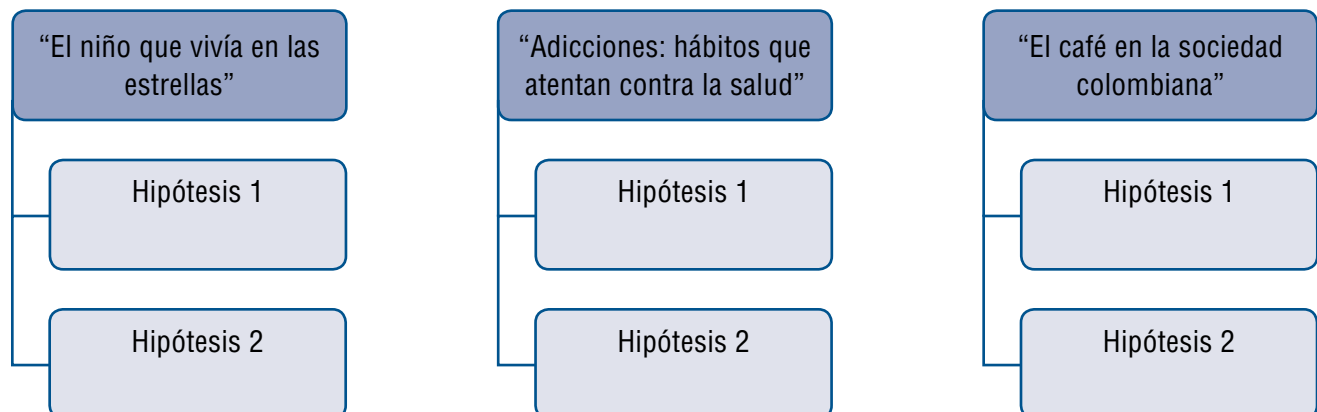 “El niño que vivía en las
estrellas”
Hipótesis 1
Hipótesis 2
“Adicciones: hábitos que
atentan contra la salud”
Hipótesis 1
Hipótesis 2
“El café en la sociedad
colombiana”
Hipótesis 1
Hipótesis 2